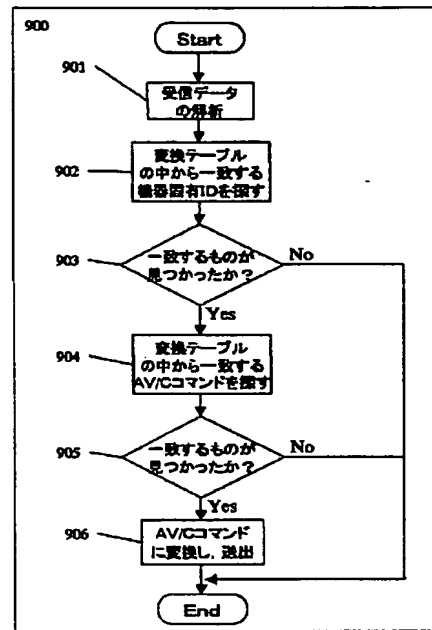 900
Start
901
受信データ
の解析
902
変換テーブル
の中から一致する
機器固有IDを探す
903
一致するものが
見つかったか?
No
Yes
904
変換テーブル
の中から一致する
AV/Cコマンドを探す
905
一致するものが
見つかったか?
No
Yes
906
AV/Cコマンド
に変換し、送出
End